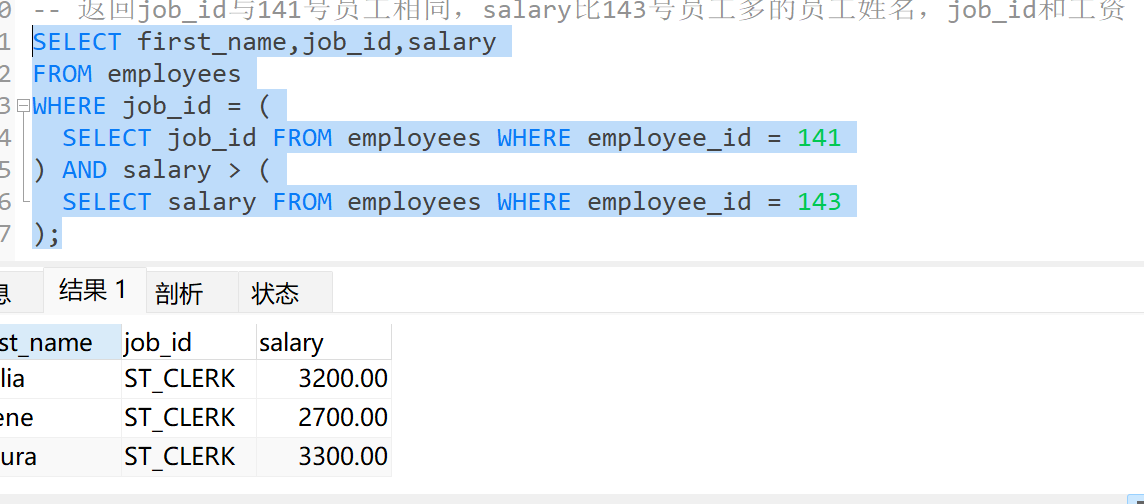 0 -- 返回job_id与141号员工相同，salary比143号员工多的员工姓名，job_id和工资
1 SELECT first_name,job_id,salary
2 FROM employees
3 WHERE job_id = (
4 SELECT job_id FROM employees WHERE employee_id = 141
5 ) AND salary > (
6 SELECT salary FROM employees WHERE employee_id = 143
7 );
息 结果 1 剖析 状态
st_name job_id salary
lia ST_CLERK 3200.00
ene ST_CLERK 2700.00
ura ST_CLERK 3300.00